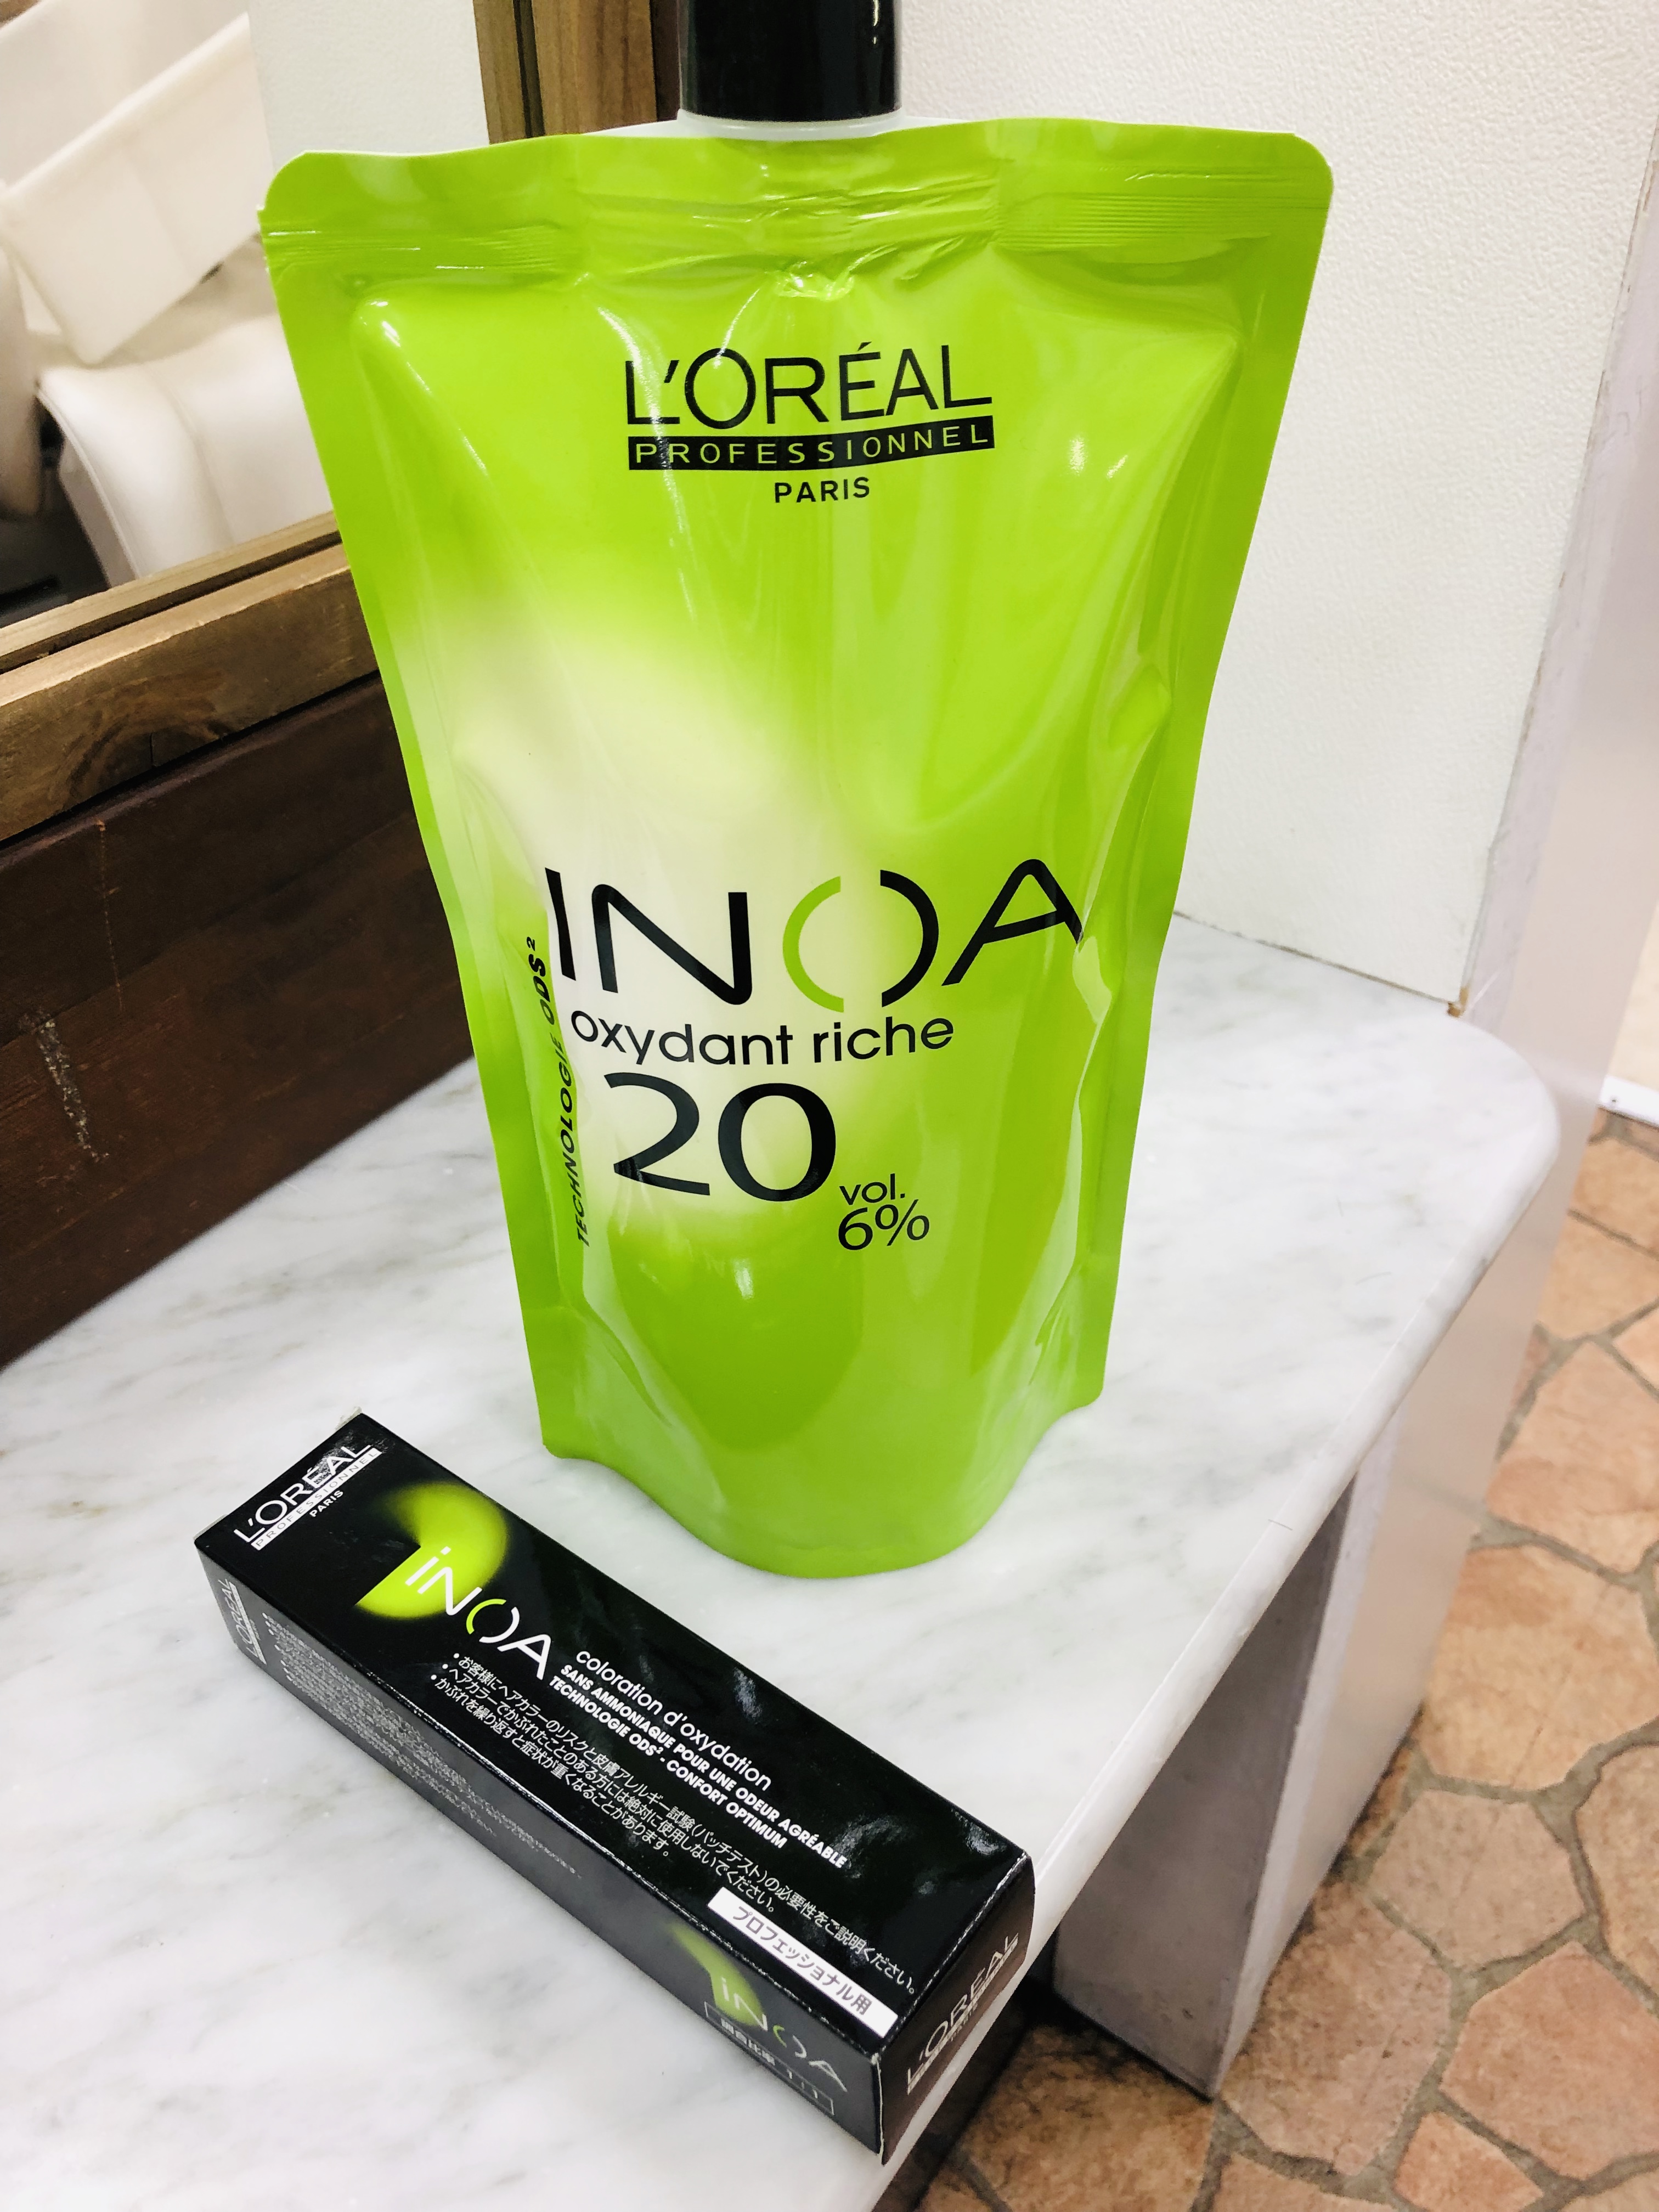 L'ORÉAL
PROFESSIONNEL
PARIS
INOA
oxydant riche
20
vol.
6%
TECHNOLOGIE ODS²
L'ORÉAL
PROFESSIONNEL
PARIS
iNOA
coloration d'oxydation
SANS AMMONIAQUE POUR UNE ODEUR AGRÉABLE
TECHNOLOGIE ODS² - CONFORT OPTIMUM
・お客様にヘアカラーのリスクと皮膚アレルギー試験(パッチテスト)の必要性をご説明ください。
・ヘアカラーでかぶれたことのある方には絶対に使用しないでください。
・かぶれを繰り返すと症状が重くなることがあります。
プロフェッショナル用
L'ORÉAL
iNOA
調合比率 1:1
L'ORÉAL